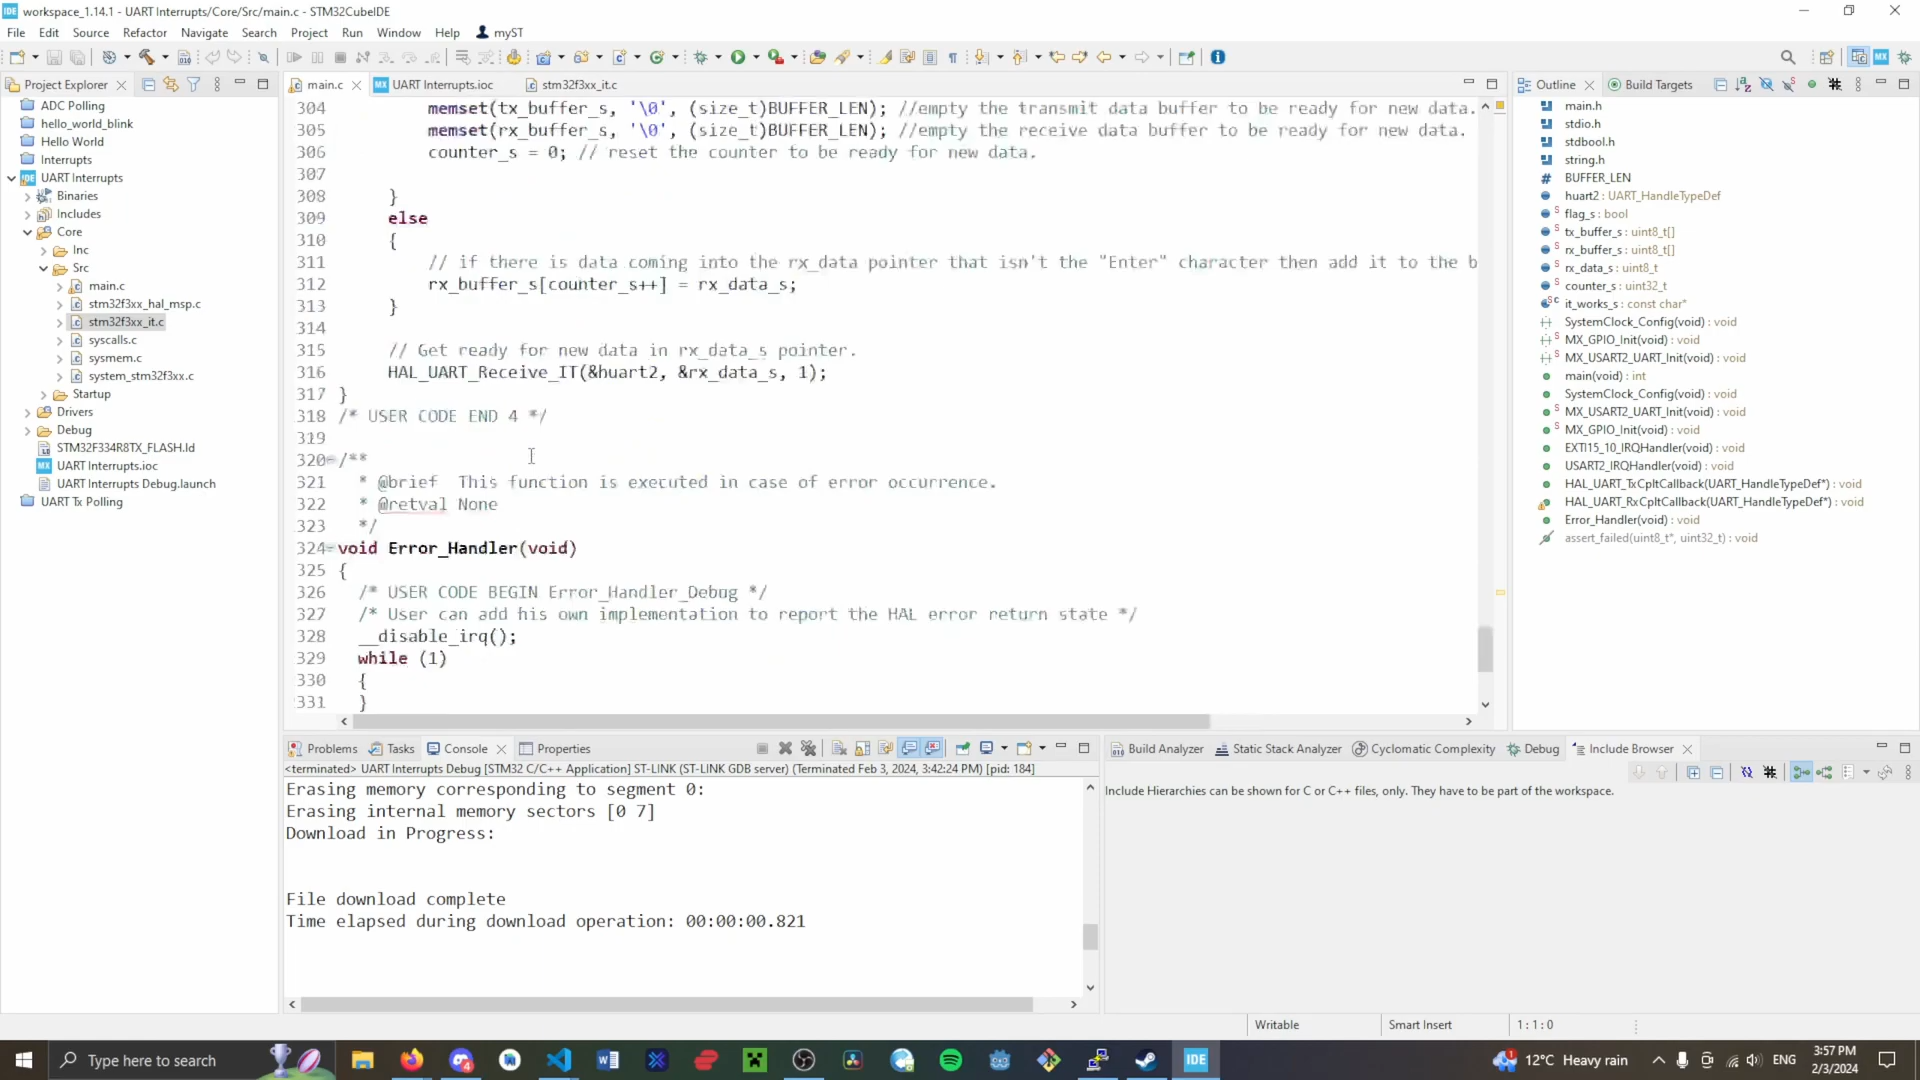 workspace_1.14.1 - UART Interrupts/Core/Src/main.c - STM32CubeIDE
File Edit Source Refactor Navigate Search Project Run Window Help myST
Project Explorer
ADC Polling
hello_world_blink
Hello World
Interrupts
UART Interrupts
Binaries
Includes
Core
Inc
Src
main.c
stm32f3xx_hal_msp.c
stm32f3xx_it.c
syscalls.c
sysmem.c
system_stm32f3xx.c
Startup
Drivers
Debug
STM32F334R8TX_FLASH.ld
UART Interrupts.ioc
UART Interrupts Debug.launch
UART Tx Polling
main.c UART Interrupts.ioc stm32f3xx_it.c
304 memset(tx_buffer_s, '\0', (size_t)BUFFER_LEN); //empty the transmit data buffer to be ready for new data.
305 memset(rx_buffer_s, '\0', (size_t)BUFFER_LEN); //empty the receive data buffer to be ready for new data.
306 counter_s = 0; // reset the counter to be ready for new data.
307
308 }
309 else
310 {
311 // if there is data coming into the rx_data pointer that isn't the "Enter" character then add it to the b
312 rx_buffer_s[counter_s++] = rx_data_s;
313 }
314
315 // Get ready for new data in rx_data_s pointer.
316 HAL_UART_Receive_IT(&huart2, &rx_data_s, 1);
317 }
318 /* USER CODE END 4 */
319
320 /**
321 * @brief This function is executed in case of error occurrence.
322 * @retval None
323 */
324 void Error_Handler(void)
325 {
326 /* USER CODE BEGIN Error_Handler_Debug */
327 /* User can add his own implementation to report the HAL error return state */
328 __disable_irq();
329 while (1)
330 {
331 }
Outline Build Targets
main.h
stdio.h
stdbool.h
string.h
BUFFER_LEN
huart2 : UART_HandleTypeDef
flag_s : bool
tx_buffer_s : uint8_t[]
rx_buffer_s : uint8_t[]
rx_data_s : uint8_t
counter_s : uint32_t
it_works_s : const char*
SystemClock_Config(void) : void
MX_GPIO_Init(void) : void
MX_USART2_UART_Init(void) : void
main(void) : int
SystemClock_Config(void) : void
MX_USART2_UART_Init(void) : void
MX_GPIO_Init(void) : void
EXTI15_10_IRQHandler(void) : void
USART2_IRQHandler(void) : void
HAL_UART_TxCpltCallback(UART_HandleTypeDef*) : void
HAL_UART_RxCpltCallback(UART_HandleTypeDef*) : void
Error_Handler(void) : void
assert_failed(uint8_t*, uint32_t) : void
Problems Tasks Console Properties
<terminated> UART Interrupts Debug [STM32 C/C++ Application] ST-LINK (ST-LINK GDB server) (Terminated Feb 3, 2024, 3:42:24 PM) [pid: 184]
Erasing memory corresponding to segment 0:
Erasing internal memory sectors [0 7]
Download in Progress:
File download complete
Time elapsed during download operation: 00:00:00.821
Build Analyzer Static Stack Analyzer Cyclomatic Complexity Debug Include Browser
Include Hierarchies can be shown for C or C++ files, only. They have to be part of the workspace.
Writable Smart Insert 1 : 1 : 0
Type here to search
IDE
12°C Heavy rain ENG
3:57 PM
2/3/2024